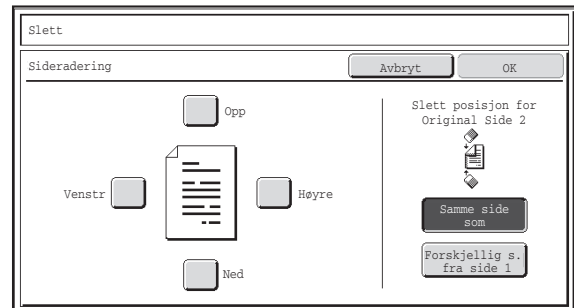 Slett
Sideradering
Avbryt
OK
Opp
Venstr
Høyre
Ned
Slett posisjon for
Original Side 2
Samme side
som
Forskjellig s.
fra side 1